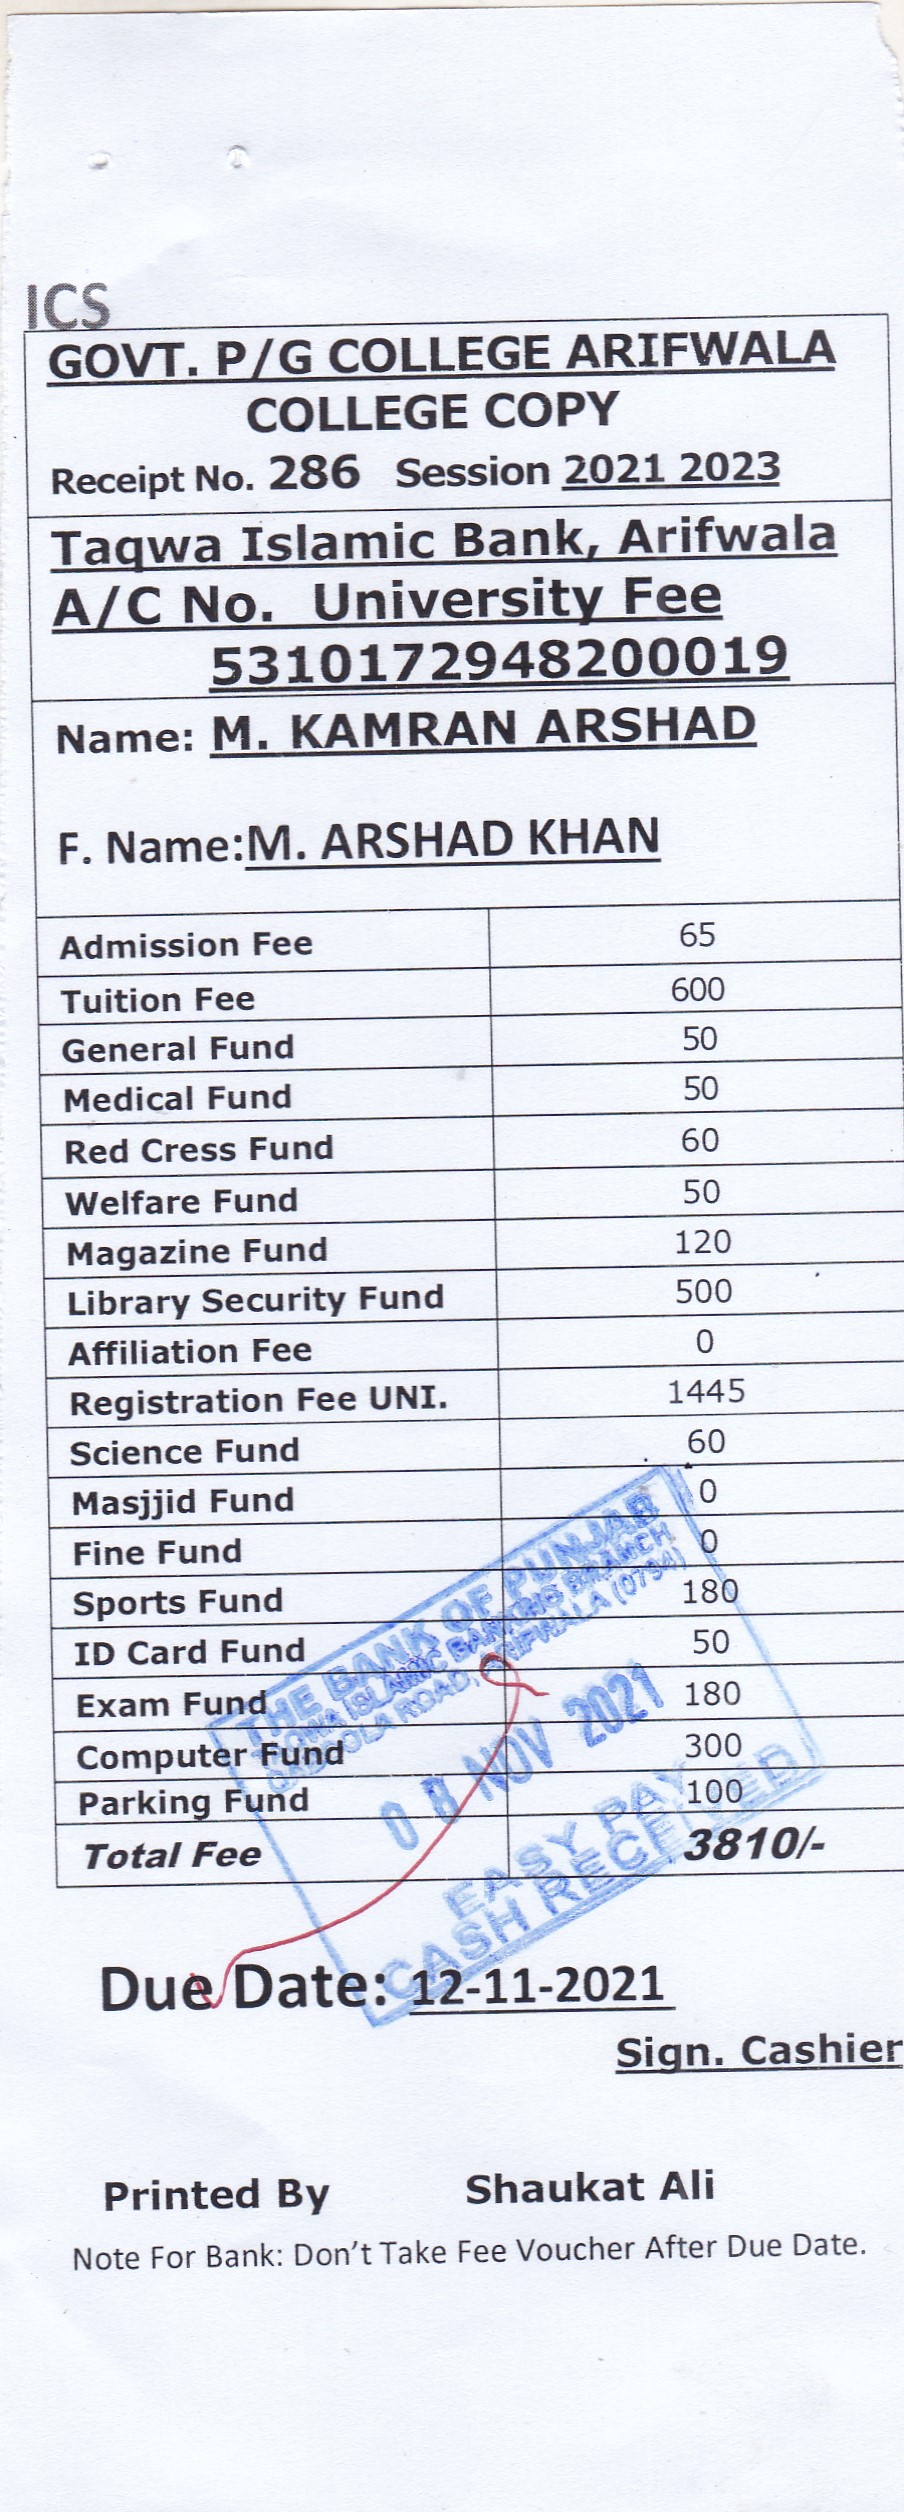 ICS
GOVT. P/G COLLEGE ARIFWALA
COLLEGE COPY
Receipt No. 286 Session 2021 2023
Taqwa Islamic Bank, Arifwala
A/C No. University Fee
5310172948200019
Name: M. KAMRAN ARSHAD
F. Name:M. ARSHAD KHAN
Admission Fee 65
Tuition Fee 600
General Fund 50
Medical Fund 50
Red Cress Fund 60
Welfare Fund 50
Magazine Fund 120
Library Security Fund 500
Affiliation Fee 0
Registration Fee UNI. 1445
Science Fund 60
Masjjid Fund 0
Fine Fund 0
Sports Fund 180
ID Card Fund 50
Exam Fund 180
Computer Fund 300
Parking Fund 100
Total Fee 3810/-
THE BANK OF PUNJAB
TAQWA ISLAMIC BANKING BRANCH
ROAD, ARIFWALA (0794)
08 NOV 2021
EASY PAY
CASH RECEIVED
Due Date: 12-11-2021
Sign. Cashier
Printed By Shaukat Ali
Note For Bank: Don't Take Fee Voucher After Due Date.